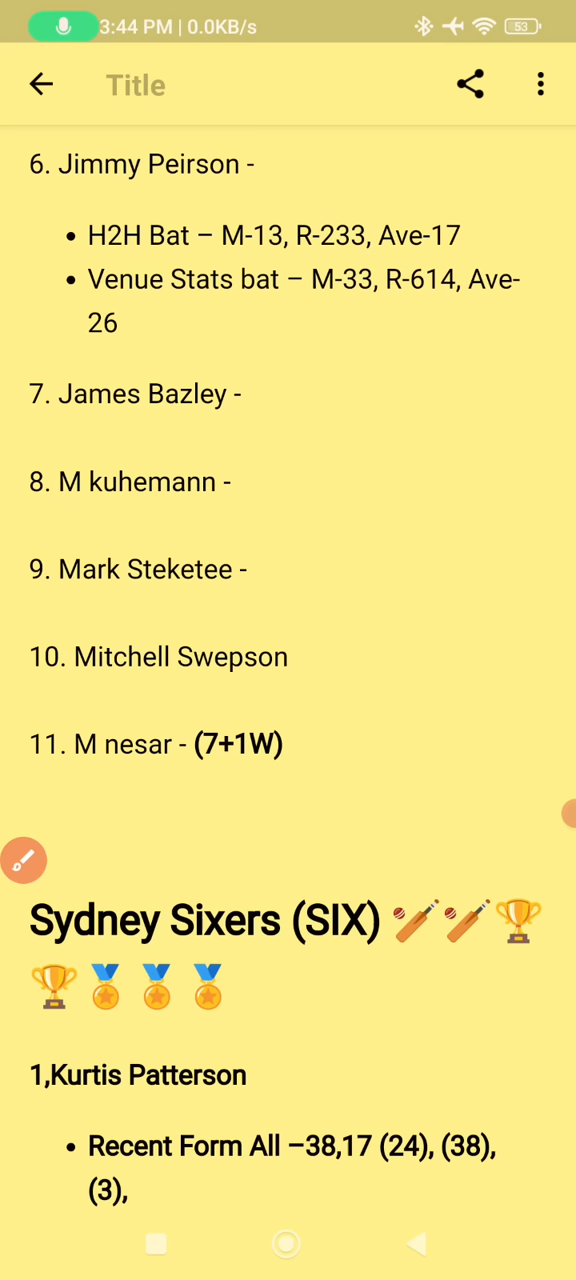 3:44 PM | 0.0KB/s 53
Title
6. Jimmy Peirson -
• H2H Bat – M-13, R-233, Ave-17
• Venue Stats bat – M-33, R-614, Ave-
26
7. James Bazley -
8. M kuhemann -
9. Mark Steketee -
10. Mitchell Swepson
11. M nesar - (7+1W)
Sydney Sixers (SIX) 🏏🏏🏆
🏆🏅🏅🏅
1,Kurtis Patterson
• Recent Form All –38,17 (24), (38),
(3),